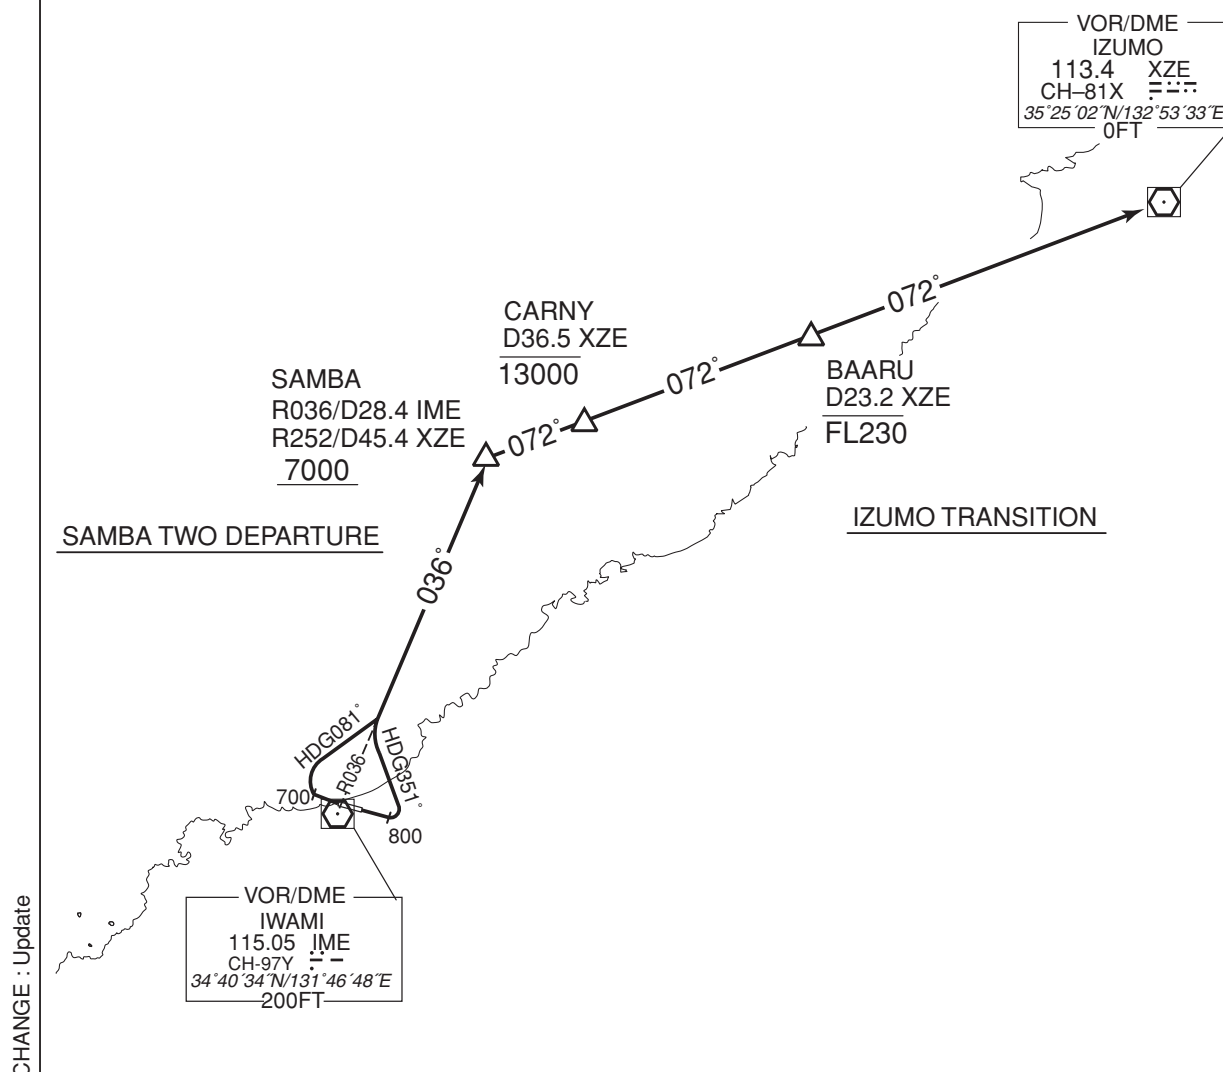 VOR/DME
IZUMO
113.4 XZE
CH–81X
35°25´02˝N/132°53´33˝E
0FT
072°
CARNY
D36.5 XZE
13000
072°
BAARU
D23.2 XZE
FL230
SAMBA
R036/D28.4 IME
R252/D45.4 XZE
7000
072°
SAMBA TWO DEPARTURE
IZUMO TRANSITION
036°
HDG081°
HDG351°
R036
700
800
VOR/DME
IWAMI
115.05 IME
CH-97Y
34°40´34˝N/131°46´48˝E
200FT
CHANGE : Update